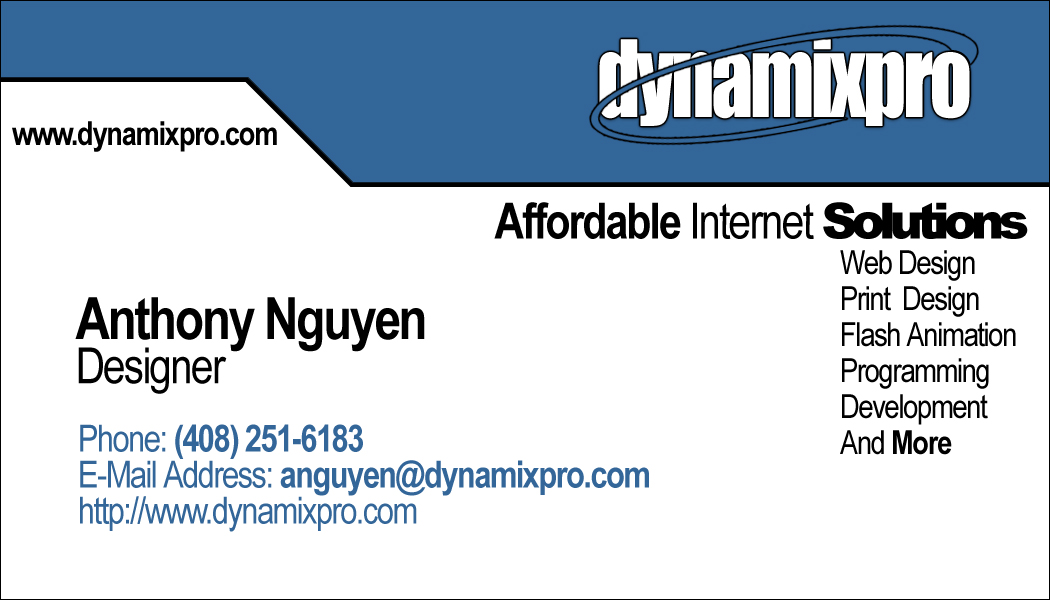 dynamixpro
www.dynamixpro.com
Affordable Internet Solutions
Web Design
Print Design
Flash Animation
Programming
Development
And More
Anthony Nguyen
Designer
Phone: (408) 251-6183
E-Mail Address: anguyen@dynamixpro.com
http://www.dynamixpro.com